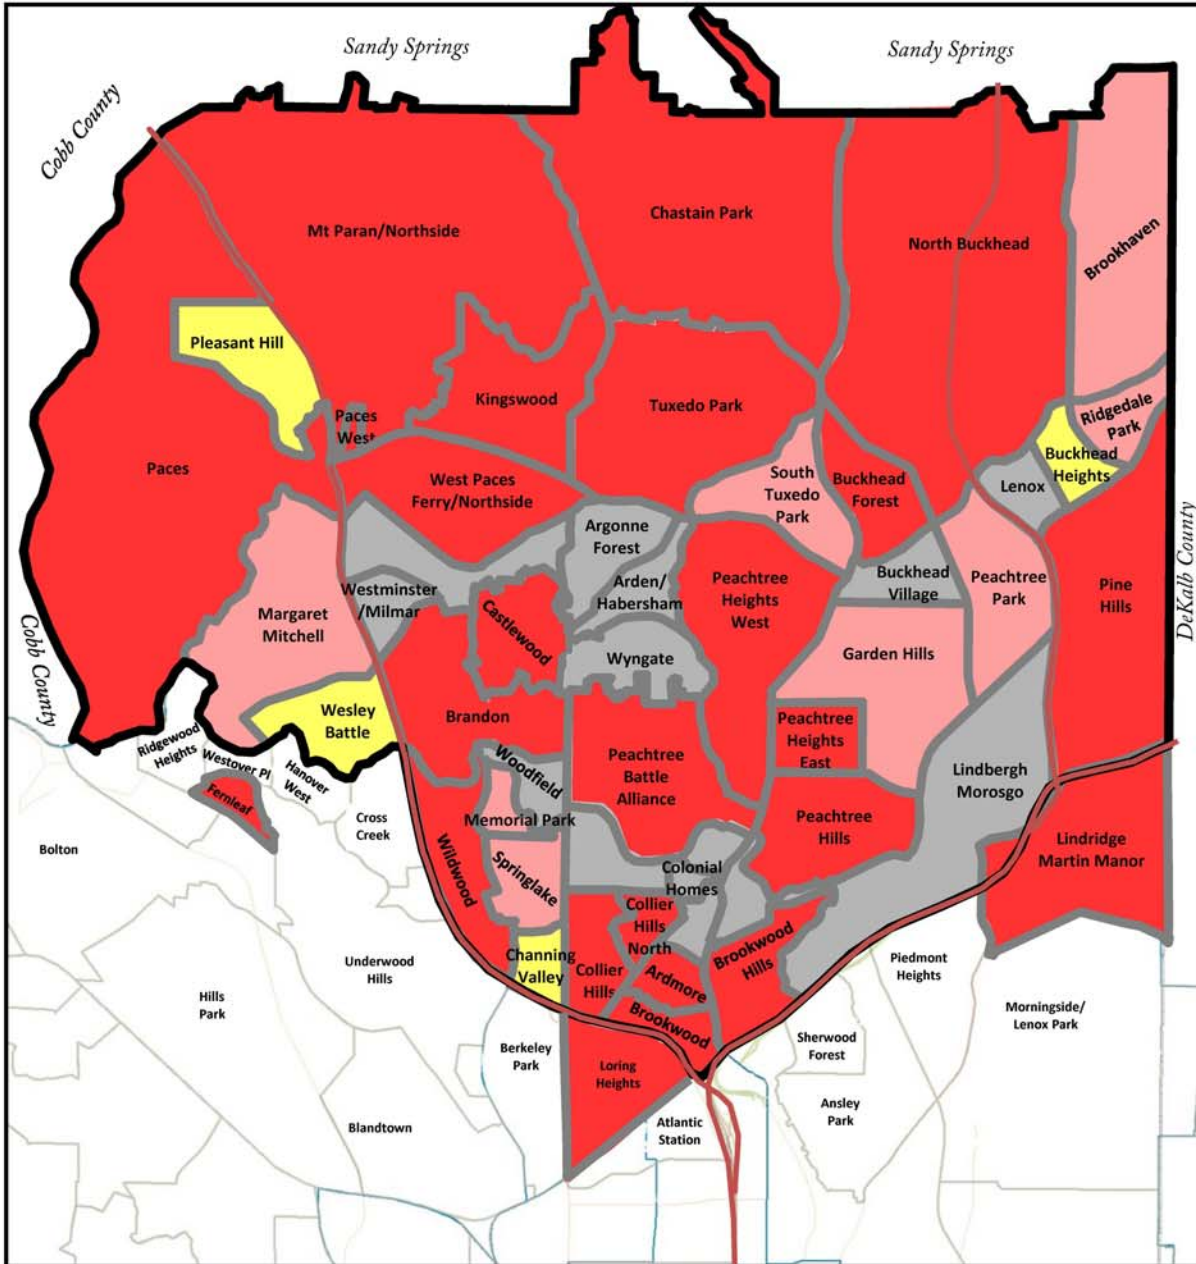 Sandy Springs
Sandy Springs
Cobb County
Chastain Park
Mt Paran/Northside
North Buckhead
Brookhaven
Pleasant Hill
Kingswood
Tuxedo Park
Paces
West
Ridgedale
Park
Paces
West Paces
Ferry/Northside
South
Tuxedo
Park
Buckhead
Forest
Lenox
Buckhead
Heights
Argonne
Forest
Westminster
/Milmar
Arden/
Habersham
Peachtree
Heights
West
Buckhead
Village
Peachtree
Park
Pine
Hills
DeKalb County
Margaret
Mitchell
Castlewood
Wyngate
Garden Hills
Cobb County
Wesley
Battle
Brandon
Peachtree
Heights
East
Ridgewood
Heights
Westover Pl
Hanover
West
Woodfield
Peachtree
Battle
Alliance
Lindbergh
Morosgo
Fernleaf
Cross
Creek
Memorial Park
Peachtree
Hills
Bolton
Wildwood
Springlake
Colonial
Homes
Lindridge
Martin Manor
Collier
Hills
North
Underwood
Hills
Channing
Valley
Collier
Hills
Ardmore
Brookwood
Hills
Piedmont
Heights
Hills
Park
Brookwood
Morningside/
Lenox Park
Berkeley
Park
Loring
Heights
Sherwood
Forest
Blandtown
Atlantic
Station
Ansley
Park